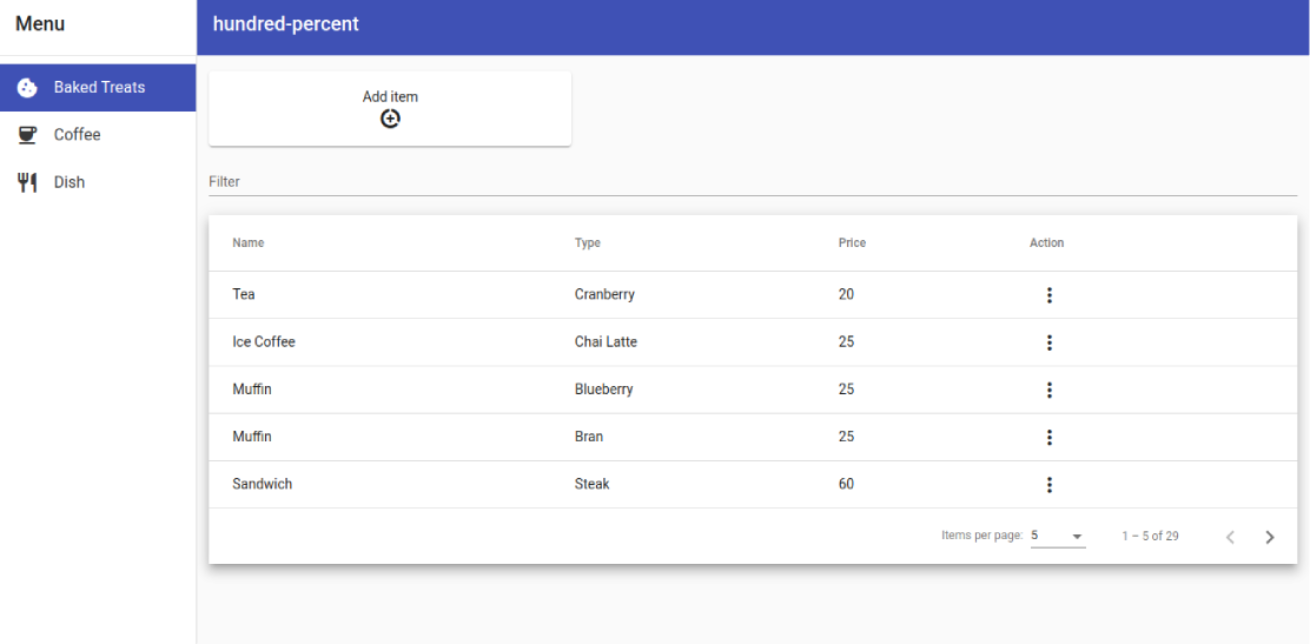 Menu
hundred-percent
Baked Treats
Coffee
Dish
Add item
Filter
Name Type Price Action
Tea Cranberry 20
Ice Coffee Chai Latte 25
Muffin Blueberry 25
Muffin Bran 25
Sandwich Steak 60
Items per page: 5 1 – 5 of 29